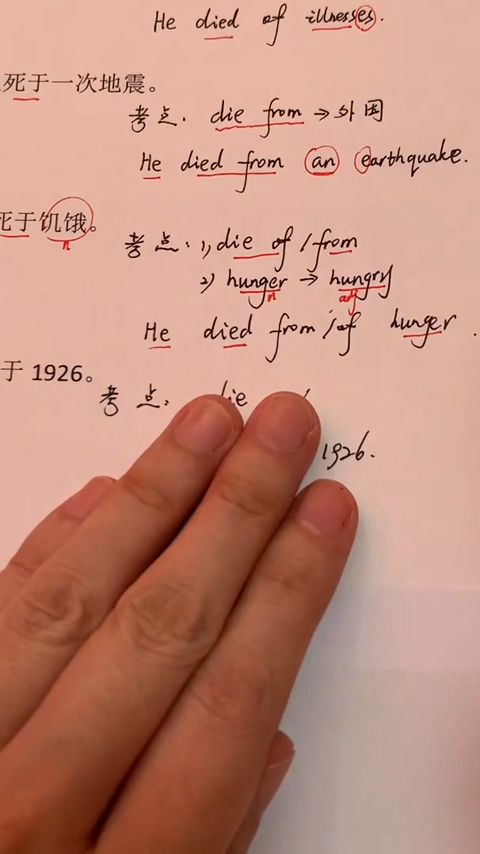 He died of illnesses.
死于一次地震。
考点. die from → 外因
He died from an earthquake.
死于饥饿。
n
考点: 1) die of / from
2) hunger → hungry
n adj
He died from / of hunger.
于 1926。
考点: die
1926.